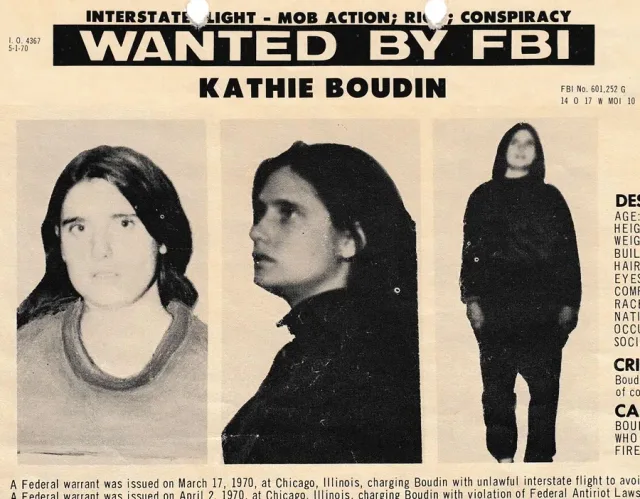 INTERSTATE FLIGHT - MOB ACTION; RIOT; CONSPIRACY
I. O. 4367
5-1-70
WANTED BY FBI
KATHIE BOUDIN
FBI No. 601,252 G
14 O 17 W MOI 10
DES
AGE:
HEIG
WEIG
BUIL
HAIR
EYES
COMP
RACE
NATI
OCCU
SOCI
CRI
Boud
of co
CA
BOUD
WHO
FIRE
A Federal warrant was issued on March 17, 1970, at Chicago, Illinois, charging Boudin with unlawful interstate flight to avoi
A Federal warrant was issued on April 2, 1970, at Chicago, Illinois, charging Boudin with violation of Federal Antiriot Law